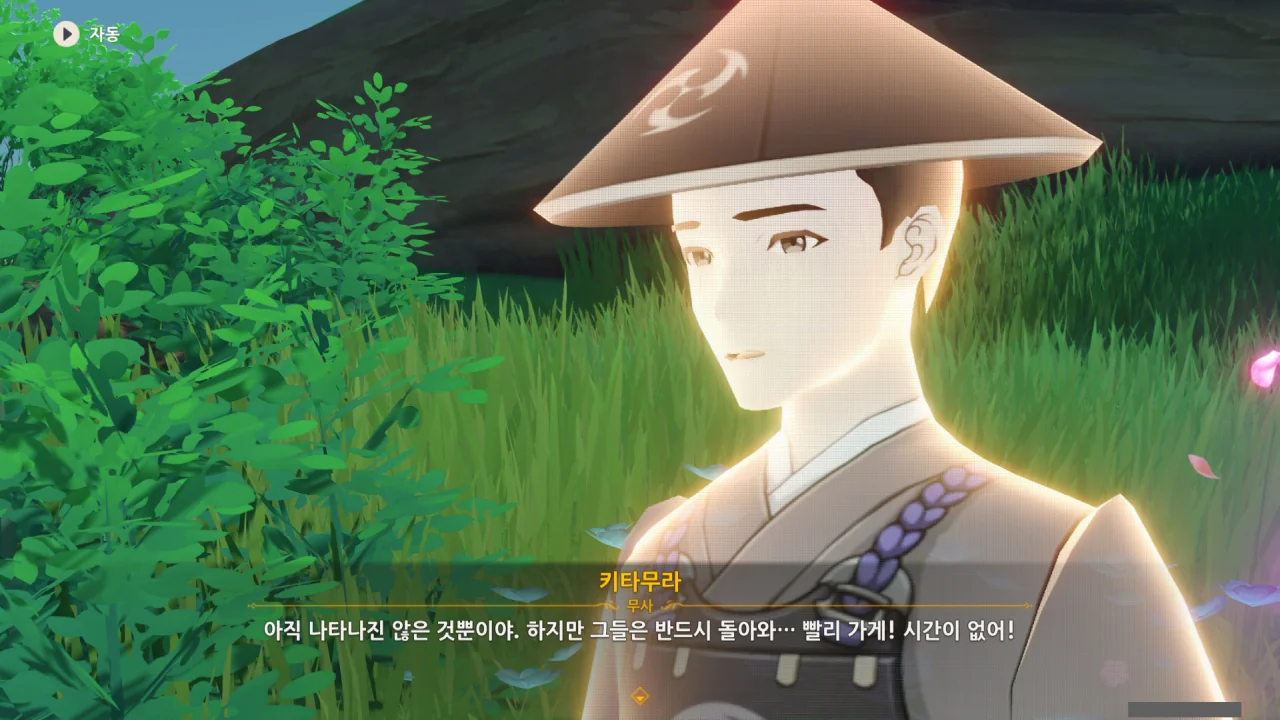 자동
키타무라
무사
아직 나타나진 않은 것뿐이야. 하지만 그들은 반드시 돌아와… 빨리 가게! 시간이 없어!